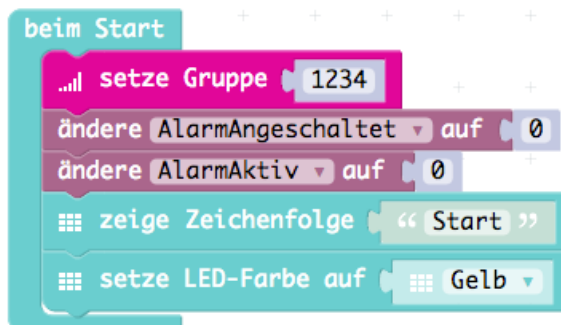 beim Start
setze Gruppe 1234
ändere AlarmAngeschaltet auf 0
ändere AlarmAktiv auf 0
zeige Zeichenfolge “ Start ”
setze LED-Farbe auf Gelb